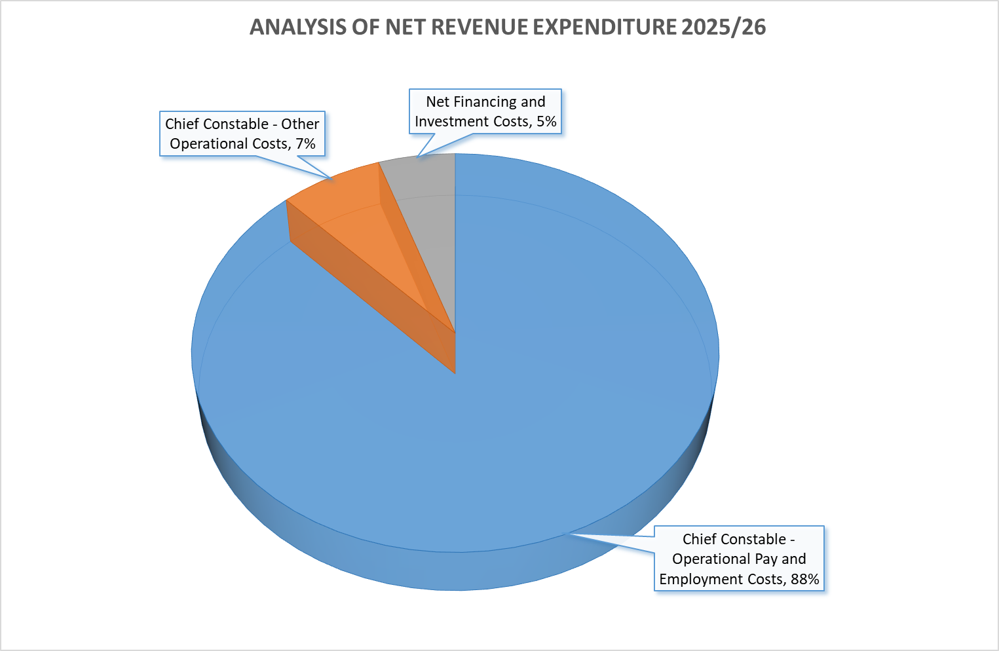 ANALYSIS OF NET REVENUE EXPENDITURE 2025/26
Net Financing and
Investment Costs, 5%
Chief Constable - Other
Operational Costs, 7%
Chief Constable -
Operational Pay and
Employment Costs, 88%